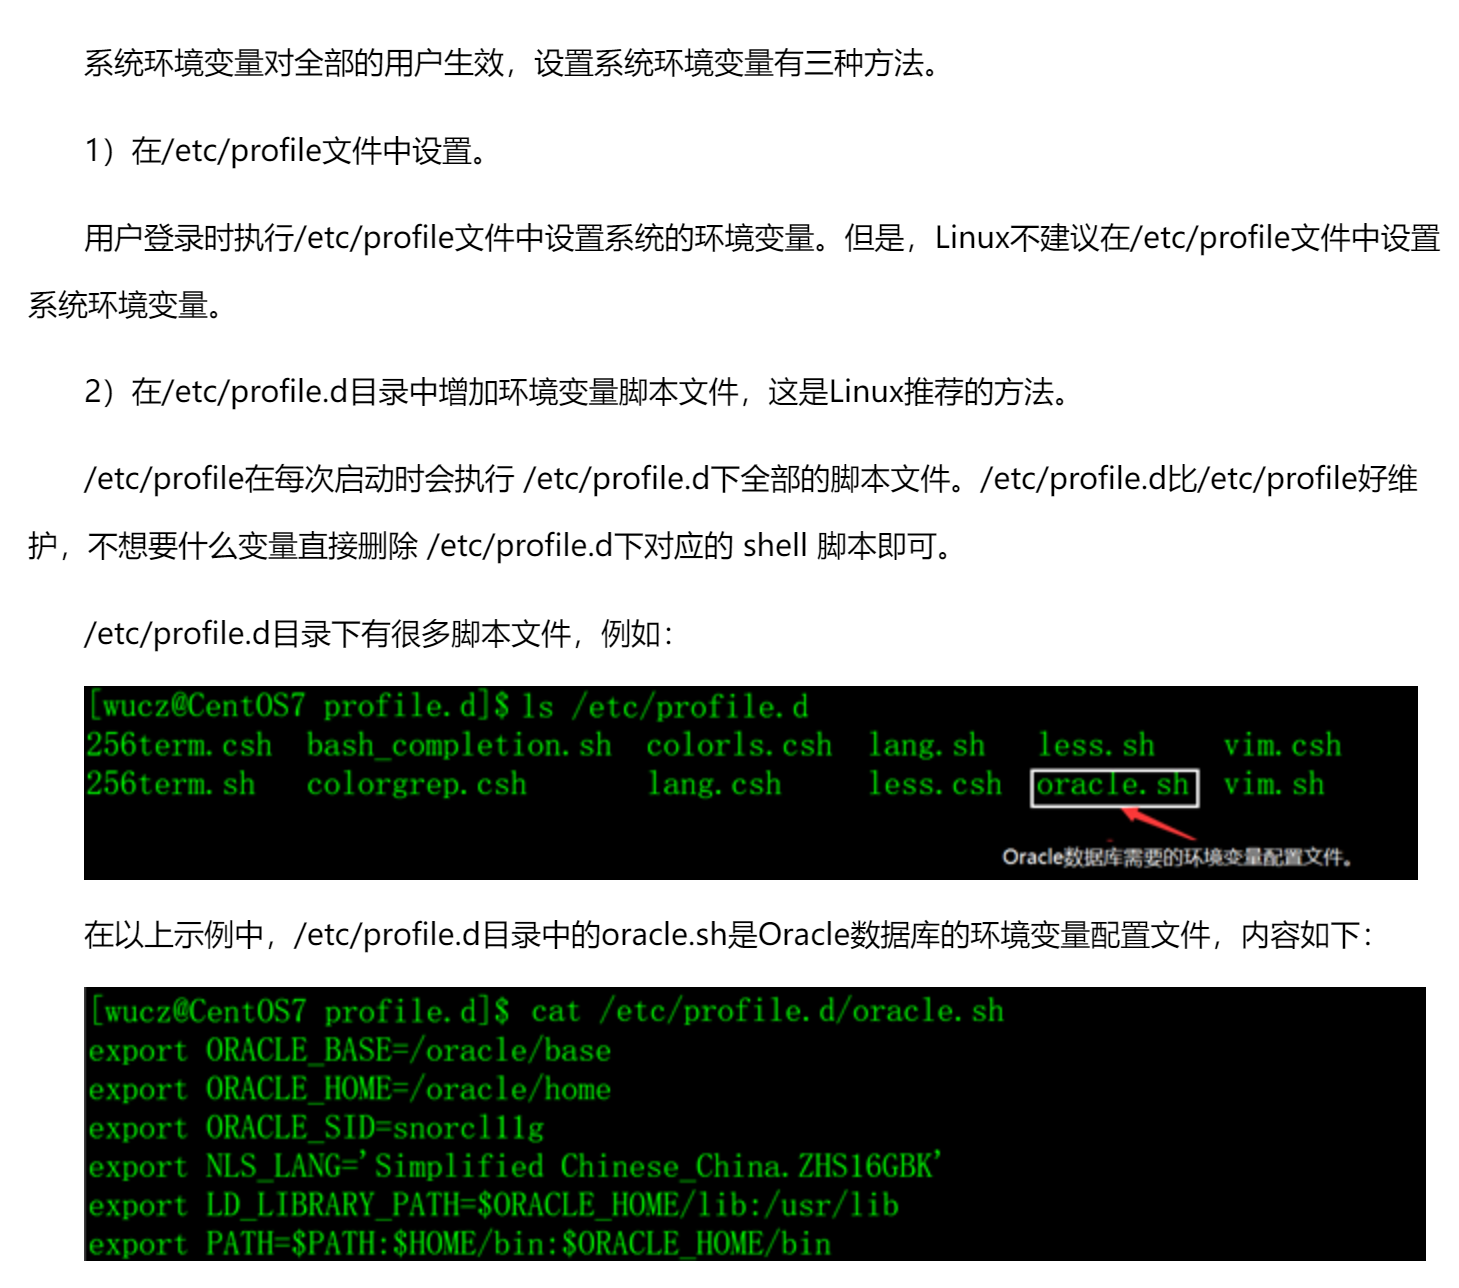 系统环境变量对全部的用户生效，设置系统环境变量有三种方法。
1）在/etc/profile文件中设置。
用户登录时执行/etc/profile文件中设置系统的环境变量。但是，Linux不建议在/etc/profile文件中设置
系统环境变量。
2）在/etc/profile.d目录中增加环境变量脚本文件，这是Linux推荐的方法。
/etc/profile在每次启动时会执行 /etc/profile.d下全部的脚本文件。/etc/profile.d比/etc/profile好维
护，不想要什么变量直接删除 /etc/profile.d下对应的 shell 脚本即可。
/etc/profile.d目录下有很多脚本文件，例如：
[wucz@CentOS7 profile.d]$ ls /etc/profile.d
256term.csh bash_completion.sh colorls.csh lang.sh less.sh vim.csh
256term.sh colorgrep.csh lang.csh less.csh oracle.sh vim.sh
Oracle数据库需要的环境变量配置文件。
在以上示例中，/etc/profile.d目录中的oracle.sh是Oracle数据库的环境变量配置文件，内容如下：
[wucz@CentOS7 profile.d]$ cat /etc/profile.d/oracle.sh
export ORACLE_BASE=/oracle/base
export ORACLE_HOME=/oracle/home
export ORACLE_SID=snorcl11g
export NLS_LANG='Simplified Chinese_China.ZHS16GBK'
export LD_LIBRARY_PATH=$ORACLE_HOME/lib:/usr/lib
export PATH=$PATH:$HOME/bin:$ORACLE_HOME/bin